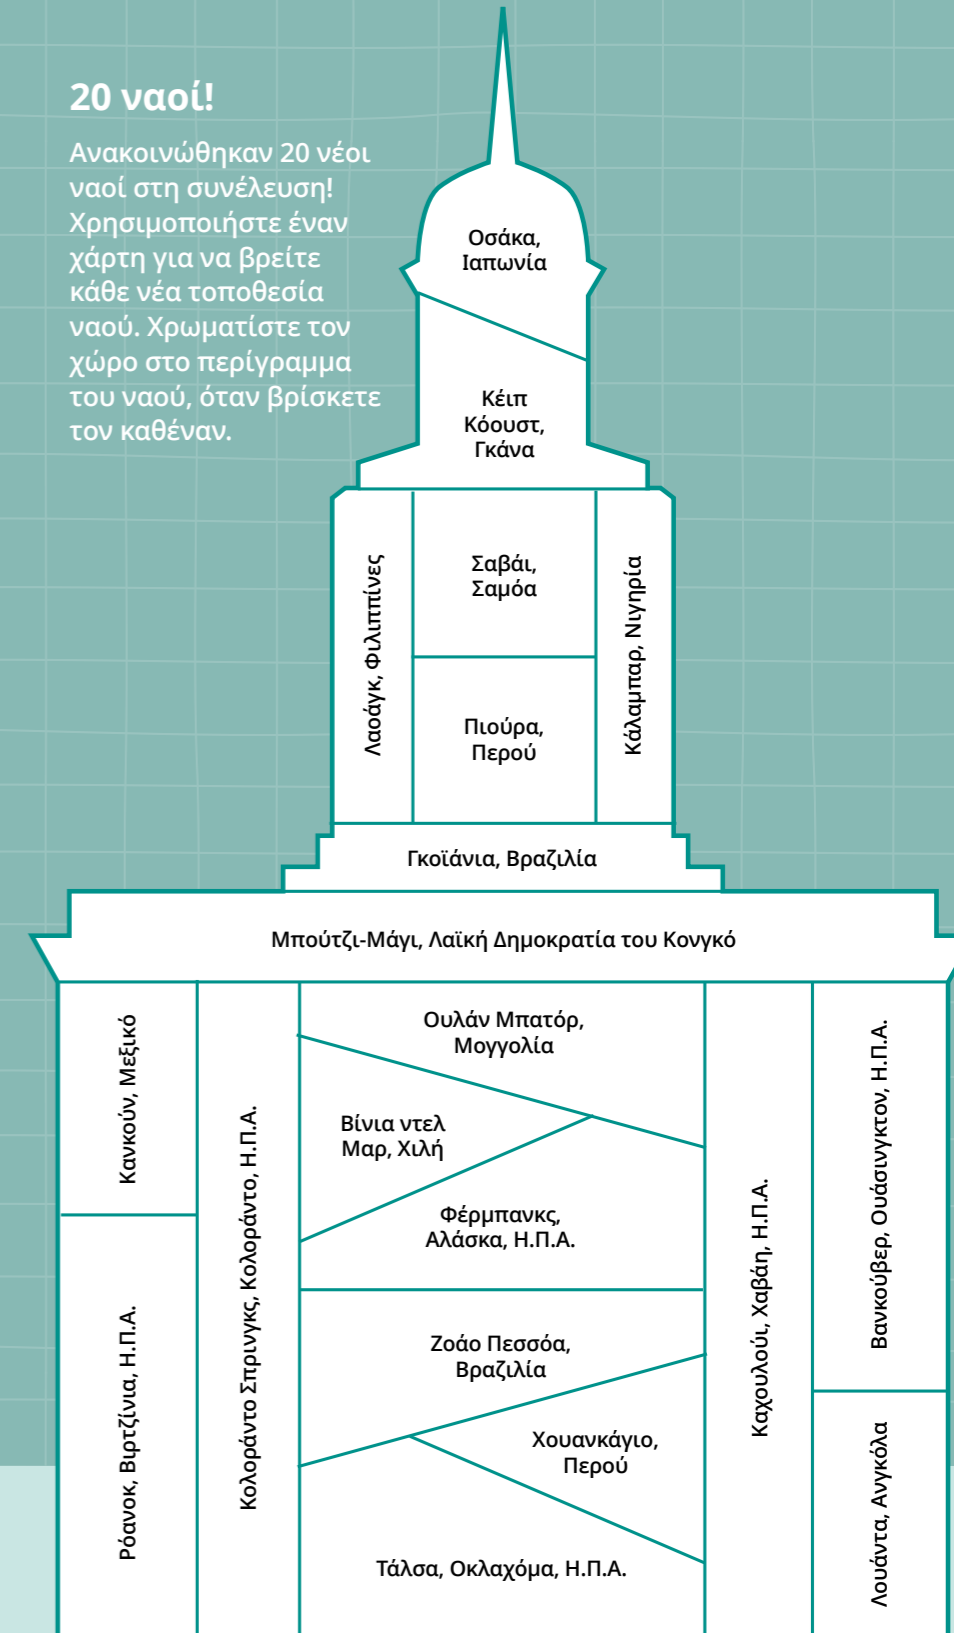 20 ναοί!
Ανακοινώθηκαν 20 νέοι
ναοί στη συνέλευση!
Χρησιμοποιήστε έναν
χάρτη για να βρείτε
κάθε νέα τοποθεσία
ναού. Χρωματίστε τον
χώρο στο περίγραμμα
του ναού, όταν βρίσκετε
τον καθέναν.
Οσάκα,
Ιαπωνία
Κέιπ
Κόουστ,
Γκάνα
Λαοάγκ, Φιλιππίνες
Σαβάι,
Σαμόα
Πιούρα,
Περού
Κάλαμπαρ, Νιγηρία
Γκοϊάνια, Βραζιλία
Μπούτζι-Μάγι, Λαϊκή Δημοκρατία του Κονγκό
Κανκούν, Μεξικό
Ρόανοκ, Βιρτζίνια, Η.Π.Α.
Κολοράντο Σπρινγκς, Κολοράντο, Η.Π.Α.
Ουλάν Μπατόρ,
Μογγολία
Βίνια ντελ
Μαρ, Χιλή
Φέρμπανκς,
Αλάσκα, Η.Π.Α.
Ζοάο Πεσσόα,
Βραζιλία
Χουανκάγιο,
Περού
Τάλσα, Οκλαχόμα, Η.Π.Α.
Καχουλούι, Χαβάη, Η.Π.Α.
Βανκούβερ, Ουάσινγκτον, Η.Π.Α.
Λουάντα, Ανγκόλα